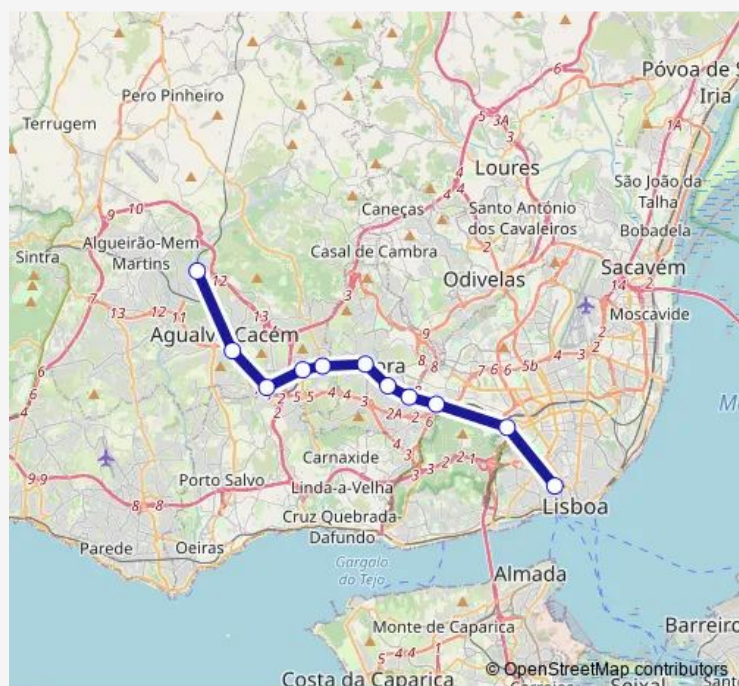 Póvoa de S
Iria
Pero Pinheiro
Terrugem
Loures
São João da
Talha
Caneças
Santo António
dos Cavaleiros
Bobadela
Sintra
Algueirão-Mem
Martins
Casal de Cambra
Odivelas
Sacavém
Moscavide
Agualv Cacém
ora
Carnaxide
Porto Salvo
Linda-a-Velha
Cruz Quebrada-
Dafundo
Lisboa
Parede
Oeiras
Gargalo
do Tejo
Almada
Monte de Caparica
Barreiro
Costa da Caparica
© OpenStreetMap contributors